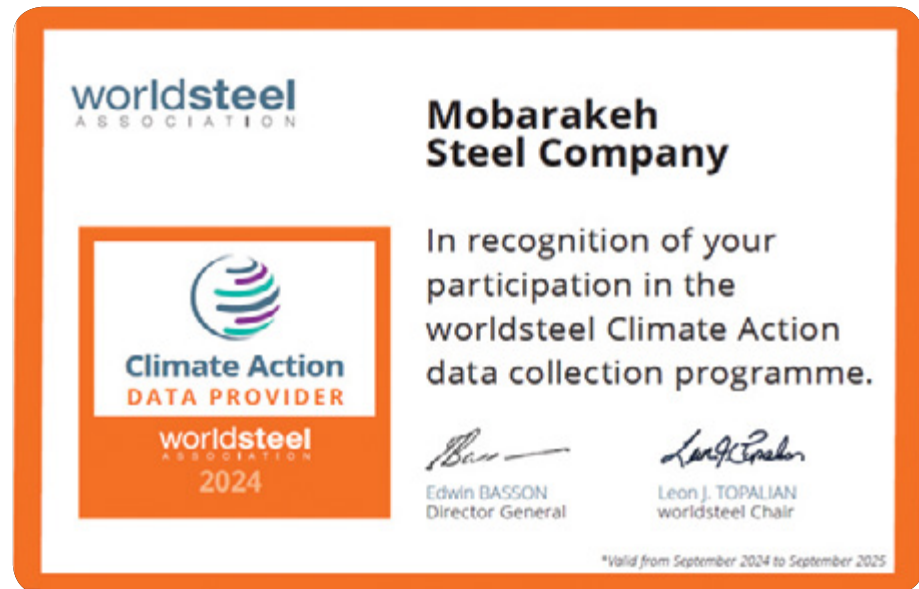 worldsteel
ASSOCIATION
Mobarakeh
Steel Company
In recognition of your
participation in the
worldsteel Climate Action
data collection programme.
Climate Action
DATA PROVIDER
worldsteel
ASSOCIATION
2024
Edwin BASSON
Director General
Leon J. TOPALIAN
worldsteel Chair
*Valid from September 2024 to September 2025